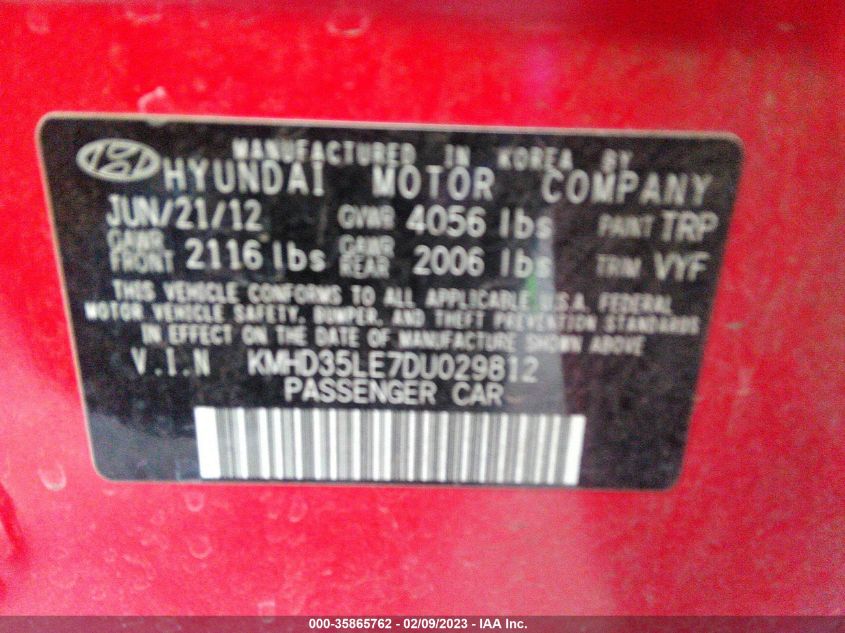 MANUFACTURED IN KOREA BY
HYUNDAI MOTOR COMPANY
JUN/21/12 GVWR 4056 lbs PAINT TRP
GAWR FRONT 2116 lbs GAWR REAR 2006 lbs TRIM VYF
THIS VEHICLE CONFORMS TO ALL APPLICABLE U.S.A. FEDERAL
MOTOR VEHICLE SAFETY, BUMPER, AND THEFT PREVENTION STANDARDS
IN EFFECT ON THE DATE OF MANUFACTURE SHOWN ABOVE
V.I.N KMHD35LE7DU029812
PASSENGER CAR
000-35865762 - 02/09/2023 - IAA Inc.